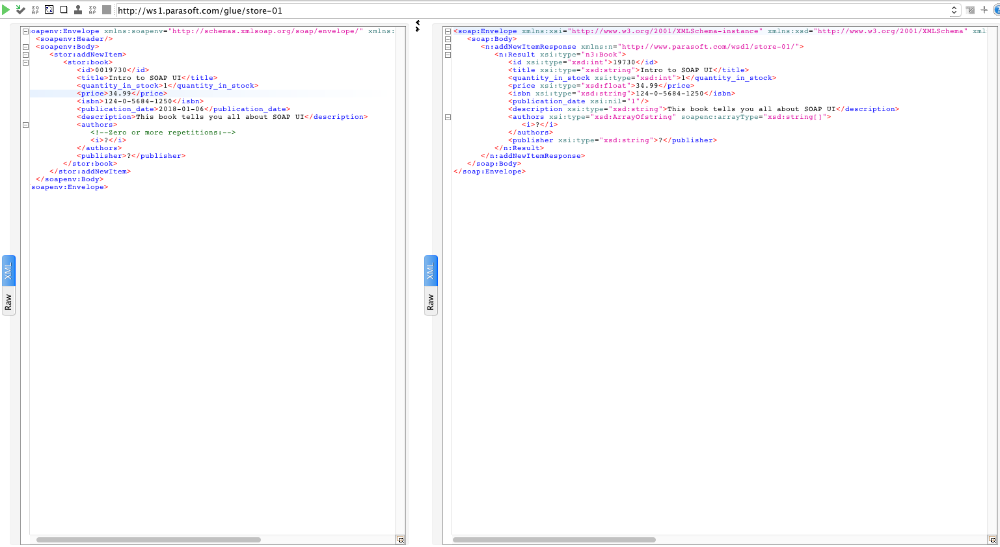 http://ws1.parasoft.com/glue/store-01
oapenv:Envelope xmlns:soapenv="http://schemas.xmlsoap.org/soap/envelope/" xmlns:
<soapenv:Header/>
<soapenv:Body>
<stor:addNewItem>
<stor:book>
<id>0019730</id>
<title>Intro to SOAP UI</title>
<quantity_in_stock>1</quantity_in_stock>
<price>34.99</price>
<isbn>124-0-5684-1250</isbn>
<publication_date>2018-01-06</publication_date>
<description>This book tells you all about SOAP UI</description>
<authors>
<!--Zero or more repetitions:-->
<i>?</i>
</authors>
<publisher>?</publisher>
</stor:book>
</stor:addNewItem>
</soapenv:Body>
soapenv:Envelope>
XML
Raw
<soap:Envelope xmlns:xsi="http://www.w3.org/2001/XMLSchema-instance" xmlns:xsd="http://www.w3.org/2001/XMLSchema" xml
<soap:Body>
<n:addNewItemResponse xmlns:n="http://www.parasoft.com/wsdl/store-01/">
<n:Result xsi:type="n3:Book">
<id xsi:type="xsd:int">19730</id>
<title xsi:type="xsd:string">Intro to SOAP UI</title>
<quantity_in_stock xsi:type="xsd:int">1</quantity_in_stock>
<price xsi:type="xsd:float">34.99</price>
<isbn xsi:type="xsd:string">124-0-5684-1250</isbn>
<publication_date xsi:nil="1"/>
<description xsi:type="xsd:string">This book tells you all about SOAP UI</description>
<authors xsi:type="xsd:ArrayOfstring" soapenc:arrayType="xsd:string[]">
<i>?</i>
</authors>
<publisher xsi:type="xsd:string">?</publisher>
</n:Result>
</n:addNewItemResponse>
</soap:Body>
</soap:Envelope>
XML
Raw